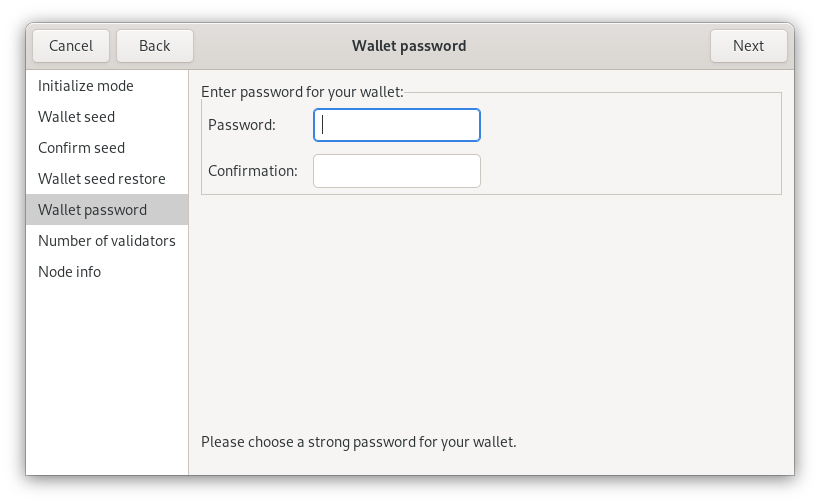 Cancel
Back
Wallet password
Next
Initialize mode
Wallet seed
Confirm seed
Wallet seed restore
Wallet password
Number of validators
Node info
Enter password for your wallet:
Password:
Confirmation:
Please choose a strong password for your wallet.